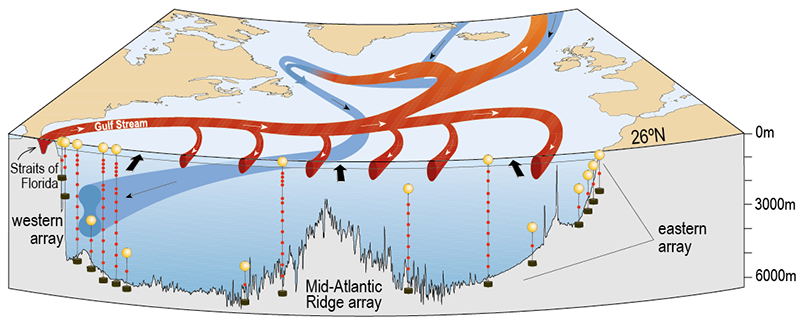 Gulf Stream
26ºN
0m
Straits of
Florida
3000m
western
array
eastern
array
6000m
Mid-Atlantic
Ridge array